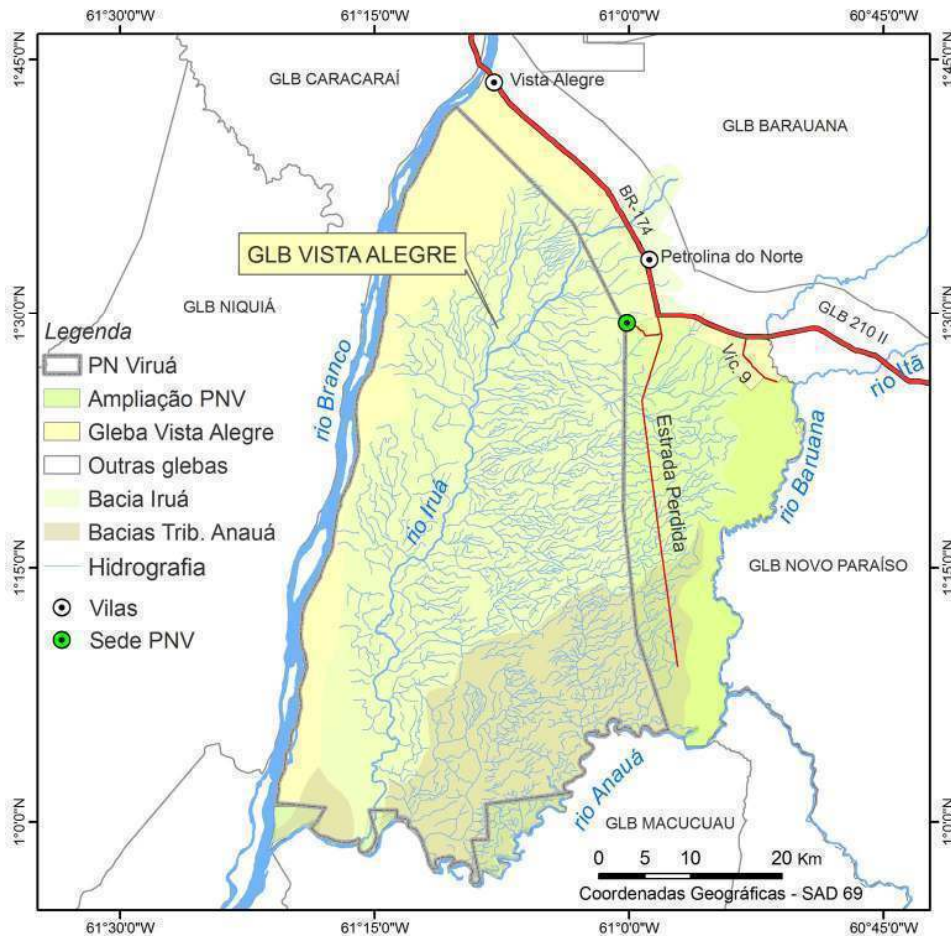 61°30'0"W
61°15'0"W
61°0'0"W
60°45'0"W
1°45'0"N
1°45'0"N
GLB CARACARAÍ
Vista Alegre
GLB BARAUANA
BR-174
GLB VISTA ALEGRE
Petrolina do Norte
GLB NIQUIÁ
1°30'0"N
1°30'0"N
GLB 210 II
Legenda
PN Viruá
Ampliação PNV
Gleba Vista Alegre
Outras glebas
Bacia Iruá
Bacias Trib. Anauá
Hidrografia
Vilas
Sede PNV
rio Branco
Vic. 9
rio Itã
Estrada Perdida
rio Baruana
rio Iruá
1°15'0"N
1°15'0"N
GLB NOVO PARAÍSO
rio Anauá
GLB MACUCUAU
1°0'0"N
1°0'0"N
0 5 10 20 Km
Coordenadas Geográficas - SAD 69
61°30'0"W
61°15'0"W
61°0'0"W
60°45'0"W